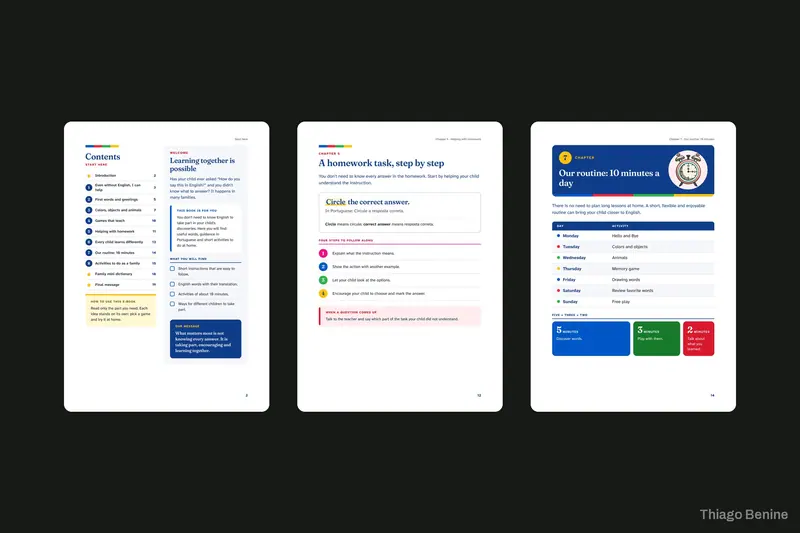 Contents
START HERE
Introduction 3
Even without English, I can
help
First words and greetings
Colors, objects and animals
Games that teach
Helping with homework
Every child learns differently 13
Our routine: 10 minutes 14
Activities to do as a family
Family mini dictionary
Final message
HOW TO USE THIS E-BOOK
Read only the part you need. Each
idea stands on its own: pick a game
and try it at home.
WELCOME
Learning together is
possible
Has your child ever asked "How do you
say this in English?" and you didn't
know what to answer? It happens in
many families.
THIS BOOK IS FOR YOU
You don't need to know English to
take part in your child's
discoveries. Here you will find
useful words, guidance in
Portuguese and short activities to
do at home.
WHAT YOU WILL FIND
Short instructions that are easy to
follow.
English words with their translation.
Activities of about 10 minutes.
Ways for different children to take
part.
OUR MESSAGE
What matters most is not
knowing every answer. It is
taking part, encouraging and
learning together.
2
CHAPTER 5
A homework task, step by step
You don't need to know every answer in the homework. Start by helping your child
understand the instruction.
Circle the correct answer.
In Portuguese: Circule a resposta correta.
Circle means circule; correct answer means resposta correta.
FOUR STEPS TO FOLLOW ALONG
1 Explain what the instruction means.
2 Show the action with another example.
3 Let your child look at the options.
4 Encourage your child to choose and mark the answer.
WHEN A QUESTION COMES UP
Talk to the teacher and say which part of the task your child did not understand.
12
7 CHAPTER
Our routine: 10 minutes a
day
There is no need to plan long lessons at home. A short, flexible and enjoyable
routine can bring your child closer to English.
DAY ACTIVITY
Monday Hello and Bye
Tuesday Colors and objects
Wednesday Animals
Thursday Memory game
Friday Drawing words
Saturday Review favorite words
Sunday Free play
FIVE + THREE + TWO
5 MINUTES
Discover words.
3 MINUTES
Play with them.
2 MINUTES
Talk about
what you
learned.
14
Thiago Benine